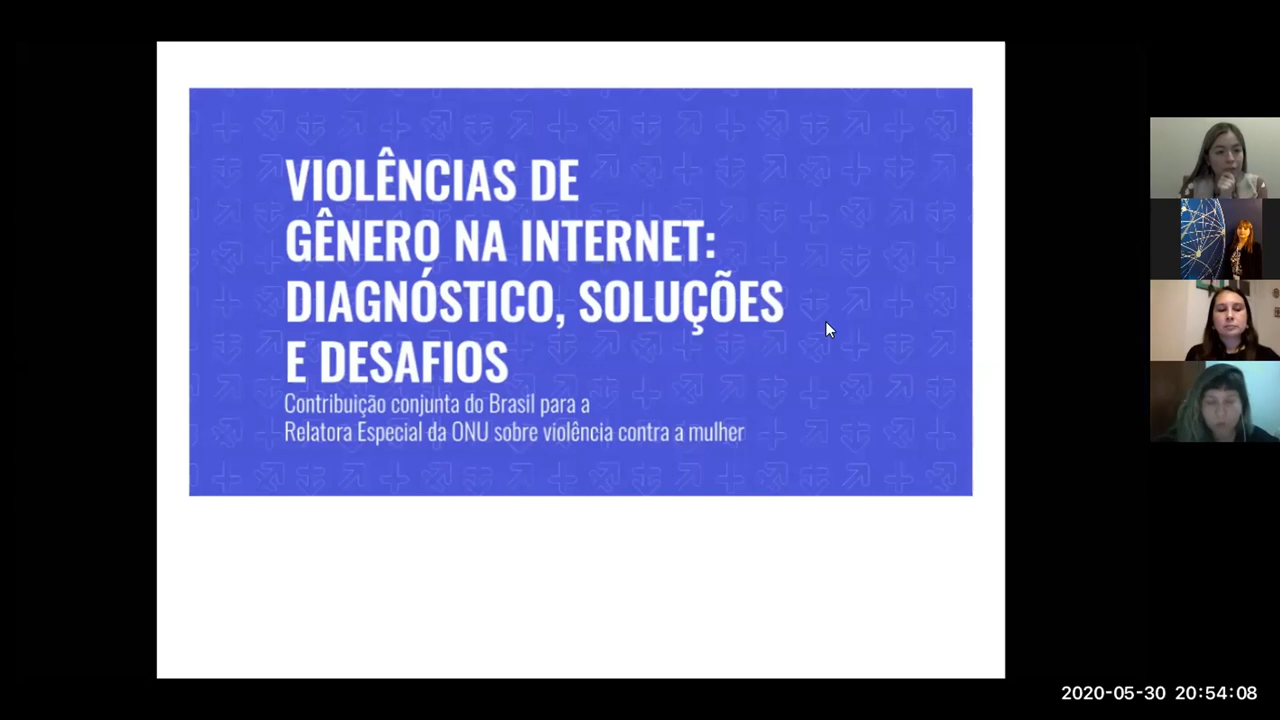 VIOLÊNCIAS DE
GÊNERO NA INTERNET:
DIAGNÓSTICO, SOLUÇÕES
E DESAFIOS
Contribuição conjunta do Brasil para a
Relatora Especial da ONU sobre violência contra a mulher
2020-05-30 20:54:08